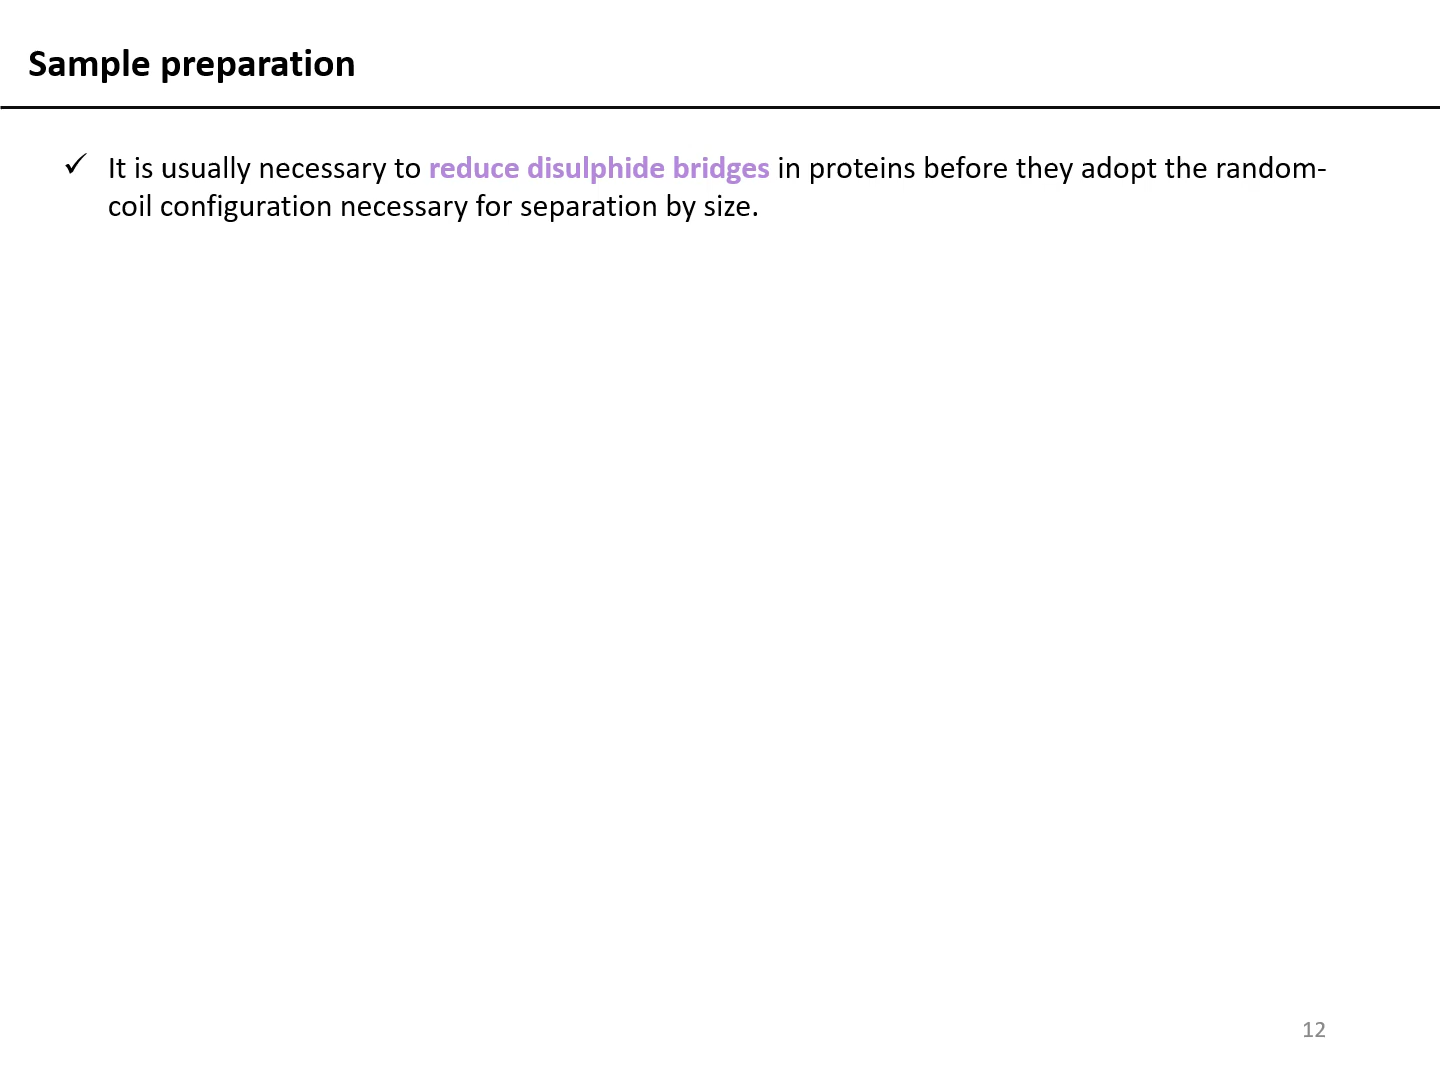 Sample preparation
✓ It is usually necessary to reduce disulphide bridges in proteins before they adopt the random-
coil configuration necessary for separation by size.
12